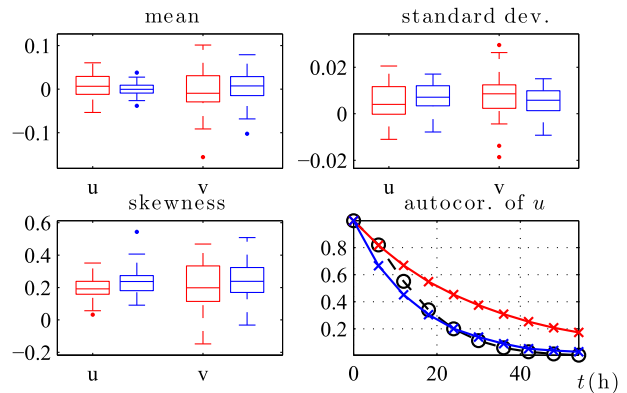 mean
standard dev.
0.1
0
−0.1
u
v
0.02
0
−0.02
u
v
skewness
autocor. of u
0.6
0.4
0.2
0
−0.2
u
v
0.8
0.6
0.4
0.2
0
20
40
t(h)